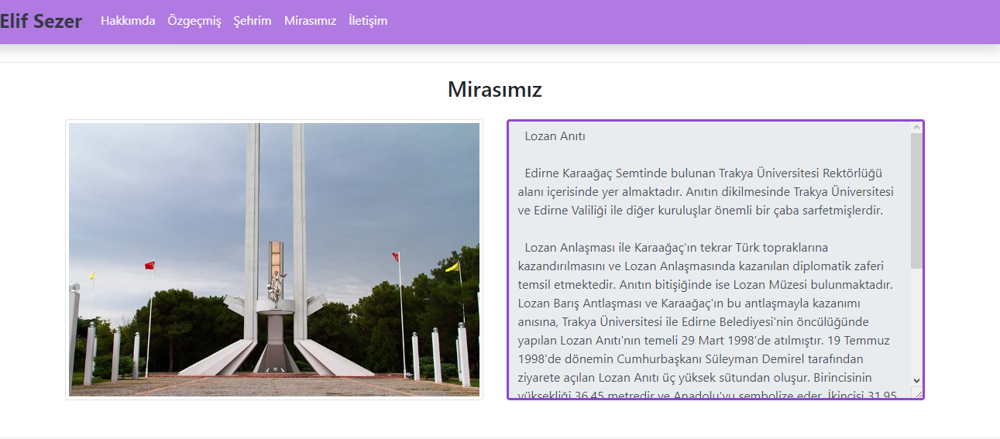 Elif Sezer Hakkımda Özgeçmiş Şehrim Mirasımız İletişim
Mirasımız
Lozan Anıtı
Edirne Karaağaç Semtinde bulunan Trakya Üniversitesi Rektörlüğü
alanı içerisinde yer almaktadır. Anıtın dikilmesinde Trakya Üniversitesi
ve Edirne Valiliği ile diğer kuruluşlar önemli bir çaba sarfetmişlerdir.
Lozan Anlaşması ile Karaağaç'ın tekrar Türk topraklarına
kazandırılmasını ve Lozan Anlaşmasında kazanılan diplomatik zaferi
temsil etmektedir. Anıtın bitişiğinde ise Lozan Müzesi bulunmaktadır.
Lozan Barış Antlaşması ve Karaağaç'ın bu antlaşmayla kazanımı
anısına, Trakya Üniversitesi ile Edirne Belediyesi'nin öncülüğünde
yapılan Lozan Anıtı'nın temeli 29 Mart 1998'de atılmıştır. 19 Temmuz
1998'de dönemin Cumhurbaşkanı Süleyman Demirel tarafından
ziyarete açılan Lozan Anıtı üç yüksek sütundan oluşur. Birincisinin
yüksekliği 36,45 metredir ve Anadolu'yu sembolize eder. İkincisi 31,95